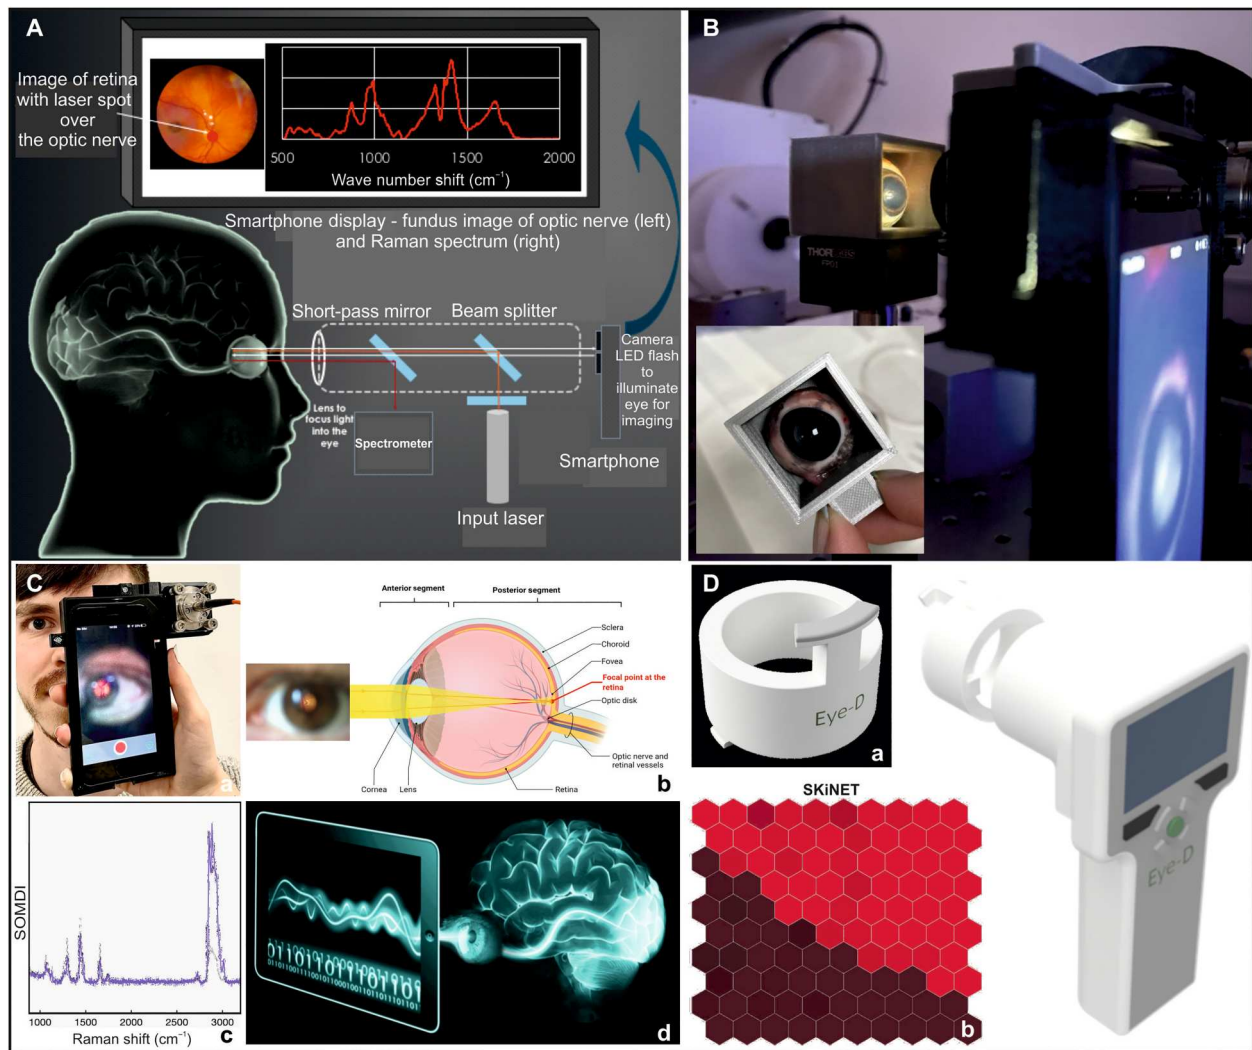 A
Image of retina
with laser spot
over
the optic nerve
500
1000
1500
2000
Wave number shift (cm⁻¹)
Smartphone display - fundus image of optic nerve (left)
and Raman spectrum (right)
Short-pass mirror
Beam splitter
Camera
LED flash
to
illuminate
eye for
imaging
Lens to
focus light
into the
eye
Spectrometer
Smartphone
Input laser
B
THORLABS
C
a
Anterior segment
Posterior segment
Sclera
Choroid
Fovea
Focal point at the
retina
Optic disk
Optic nerve and
retinal vessels
Cornea
Lens
Retina
b
SOMDI
1000
2000
3000
Raman shift (cm⁻¹)
c
d
D
Eye-D
a
SKiNET
b
Eye-D